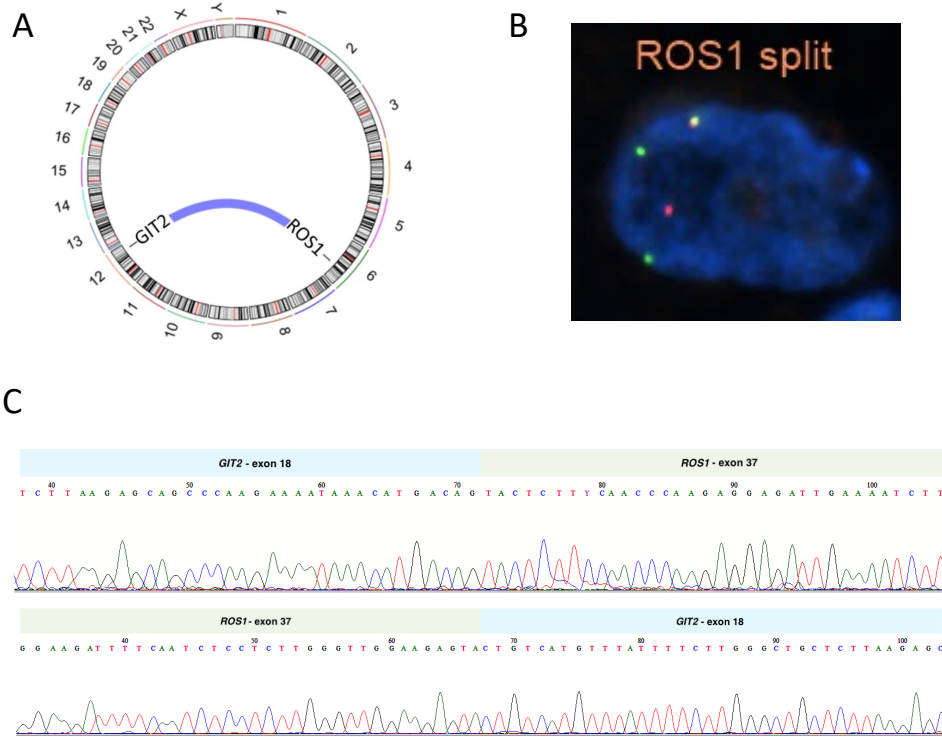 A
B
1
2
3
4
5
6
7
8
9
10
11
12
13
14
15
16
17
18
19
20
21
22
X
Y
GIT2
ROS1
ROS1 split
C
GIT2 - exon 18 ROS1 - exon 37
40 50 60 70 80 90 100
T C T T A A G A G C A G C C C A A G A A A A T A A A C A T G A C A G T A C T C T T Y C A A C C C A A G A G G A G A T T G A A A A T C T T
ROS1 - exon 37 GIT2 - exon 18
40 50 60 70 80 90 100
G G A A G A T T T T C A A T C T C C T C T T G G G T T G G A A G A G T A C T G T C A T G T T T A T T T T C T T G G G C T G C T C T T A A G A G C